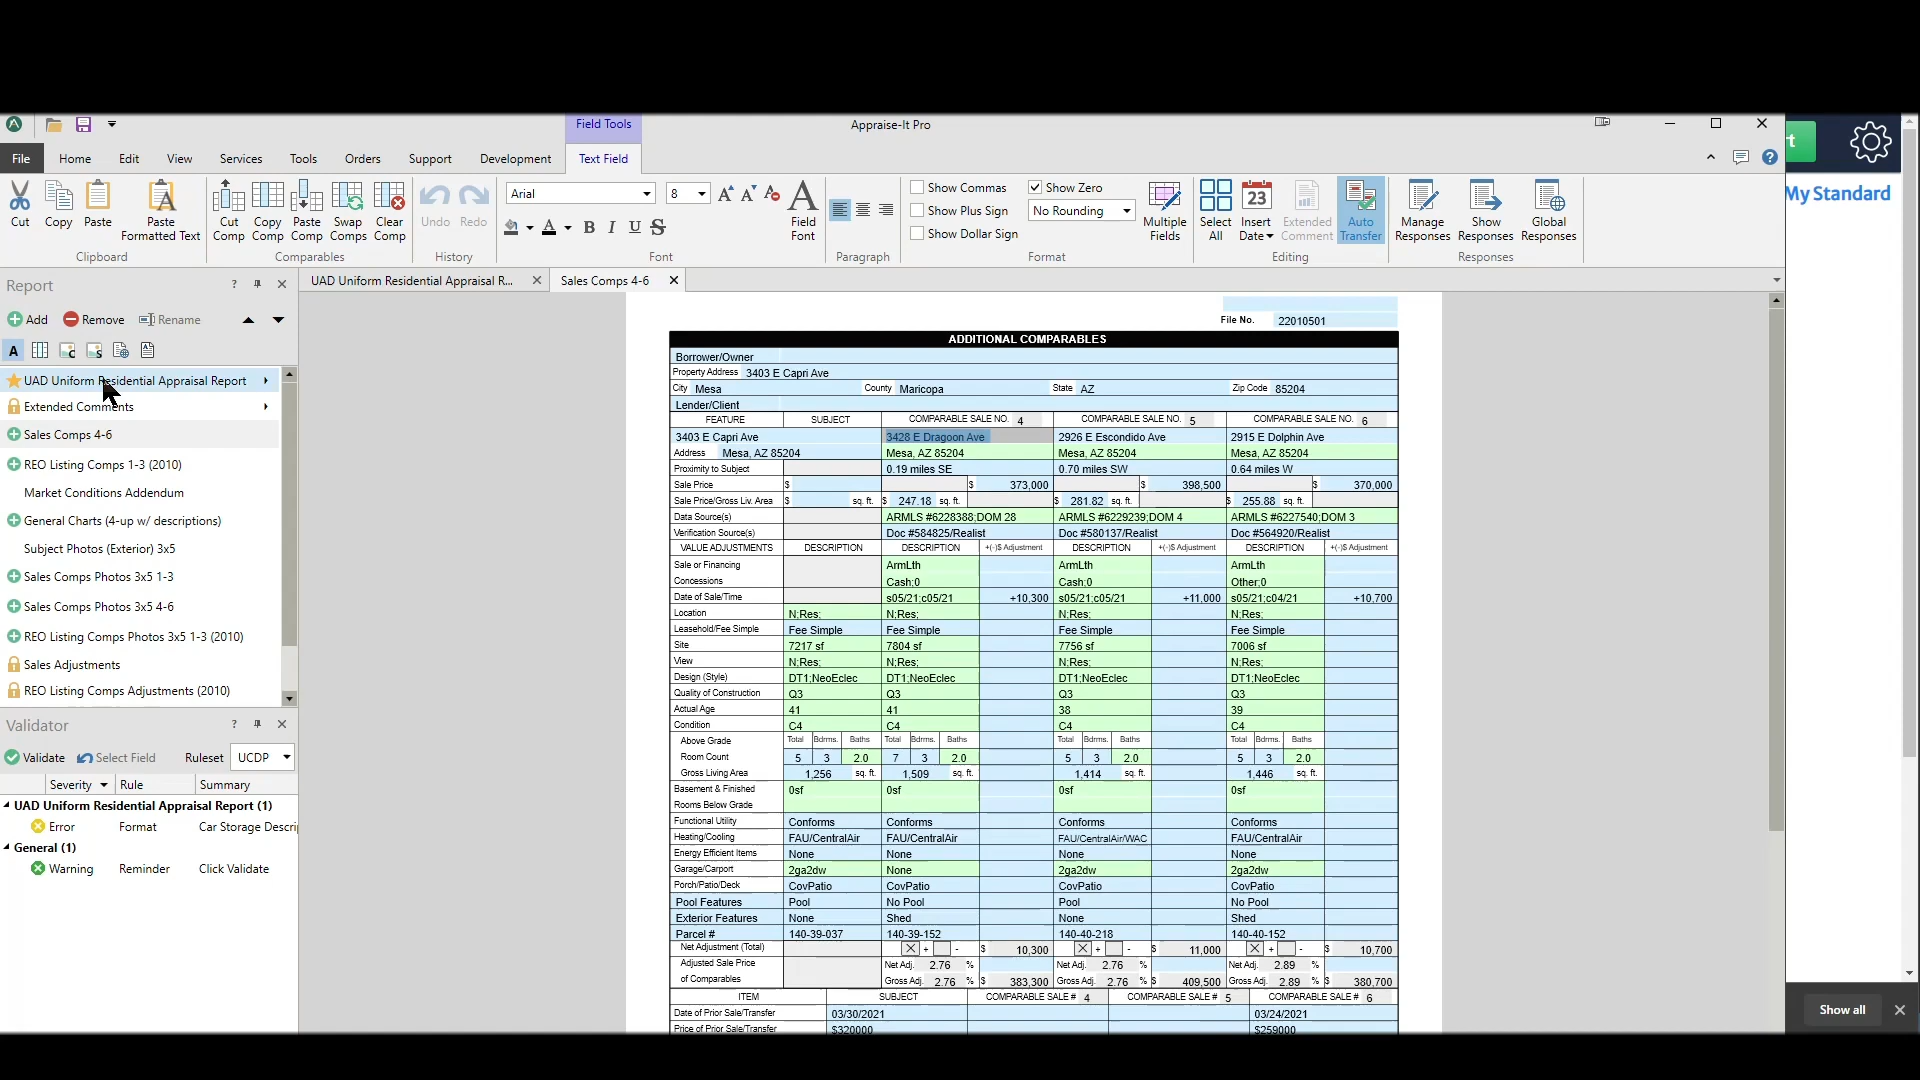 Field Tools
Appraise-It Pro
File Home Edit View Services Tools Orders Support Development Text Field
Cut Copy Paste Paste Formatted Text
Clipboard
Cut Comp Copy Comp Paste Comp Swap Comps Clear Comp
Comparables
Undo Redo
History
Arial 8
Field Font
Font
Paragraph
Show Commas Show Zero
Show Plus Sign No Rounding
Show Dollar Sign
Multiple Fields
Format
Select All 23 Insert Date Extended Comment Auto Transfer
Editing
Manage Responses Show Responses Global Responses
Responses
My Standard
Report
Add Remove Rename
UAD Uniform Residential Appraisal Report
Extended Comments
Sales Comps 4-6
REO Listing Comps 1-3 (2010)
Market Conditions Addendum
General Charts (4-up w/ descriptions)
Subject Photos (Exterior) 3x5
Sales Comps Photos 3x5 1-3
Sales Comps Photos 3x5 4-6
REO Listing Comps Photos 3x5 1-3 (2010)
Sales Adjustments
REO Listing Comps Adjustments (2010)
Validator
Validate Select Field Ruleset UCDP
Severity Rule Summary
UAD Uniform Residential Appraisal Report (1)
Error Format Car Storage Descri
General (1)
Warning Reminder Click Validate
UAD Uniform Residential Appraisal R... Sales Comps 4-6
File No. 22010501
ADDITIONAL COMPARABLES
Borrower/Owner
Property Address 3403 E Capri Ave
City Mesa County Maricopa State AZ Zip Code 85204
Lender/Client
FEATURE SUBJECT COMPARABLE SALE NO. 4 COMPARABLE SALE NO. 5 COMPARABLE SALE NO. 6
3403 E Capri Ave 3428 E Dragoon Ave 2926 E Escondido Ave 2915 E Dolphin Ave
Address Mesa, AZ 85204 Mesa, AZ 85204 Mesa, AZ 85204 Mesa, AZ 85204
Proximity to Subject 0.19 miles SE 0.70 miles SW 0.64 miles W
Sale Price $ $ 373,000 $ 398,500 $ 370,000
Sale Price/Gross Liv. Area $ sq. ft. $ 247.18 sq. ft. $ 281.82 sq. ft. $ 255.88 sq. ft.
Data Source(s) ARMLS #6228388;DOM 28 ARMLS #6229239;DOM 4 ARMLS #6227540;DOM 3
Verification Source(s) Doc #584825/Realist Doc #580137/Realist Doc #564920/Realist
VALUE ADJUSTMENTS DESCRIPTION DESCRIPTION +(-)$ Adjustment DESCRIPTION +(-)$ Adjustment DESCRIPTION +(-)$ Adjustment
Sale or Financing ArmLth ArmLth ArmLth
Concessions Cash;0 Cash;0 Other;0
Date of Sale/Time s05/21;c05/21 +10,300 s05/21;c05/21 +11,000 s05/21;c04/21 +10,700
Location N;Res; N;Res; N;Res; N;Res;
Leasehold/Fee Simple Fee Simple Fee Simple Fee Simple Fee Simple
Site 7217 sf 7804 sf 7756 sf 7006 sf
View N;Res; N;Res; N;Res; N;Res;
Design (Style) DT1;NeoEclec DT1;NeoEclec DT1;NeoEclec DT1;NeoEclec
Quality of Construction Q3 Q3 Q3 Q3
Actual Age 41 41 38 39
Condition C4 C4 C4 C4
Above Grade Total Bdrms. Baths Total Bdrms. Baths Total Bdrms. Baths Total Bdrms. Baths
Room Count 5 3 2.0 7 3 2.0 5 3 2.0 5 3 2.0
Gross Living Area 1,256 sq. ft. 1,509 sq. ft. 1,414 sq. ft. 1,446 sq. ft.
Basement & Finished 0sf 0sf 0sf 0sf
Rooms Below Grade
Functional Utility Conforms Conforms Conforms Conforms
Heating/Cooling FAU/CentralAir FAU/CentralAir FAU/CentralAir/WAC FAU/CentralAir
Energy Efficient Items None None None None
Garage/Carport 2ga2dw None 2ga2dw 2ga2dw
Porch/Patio/Deck CovPatio CovPatio CovPatio CovPatio
Pool Features Pool No Pool Pool No Pool
Exterior Features None Shed None Shed
Parcel # 140-39-037 140-39-152 140-40-218 140-40-152
Net Adjustment (Total) X + - $ 10,300 X + - $ 11,000 X + - $ 10,700
Adjusted Sale Price Net Adj. 2.76 % Net Adj. 2.76 % Net Adj. 2.89 %
of Comparables Gross Adj. 2.76 % $ 383,300 Gross Adj. 2.76 % $ 409,500 Gross Adj. 2.89 % $ 380,700
ITEM SUBJECT COMPARABLE SALE # 4 COMPARABLE SALE # 5 COMPARABLE SALE # 6
Date of Prior Sale/Transfer 03/30/2021 03/24/2021
Price of Prior Sale/Transfer $320000 $259000
Show all